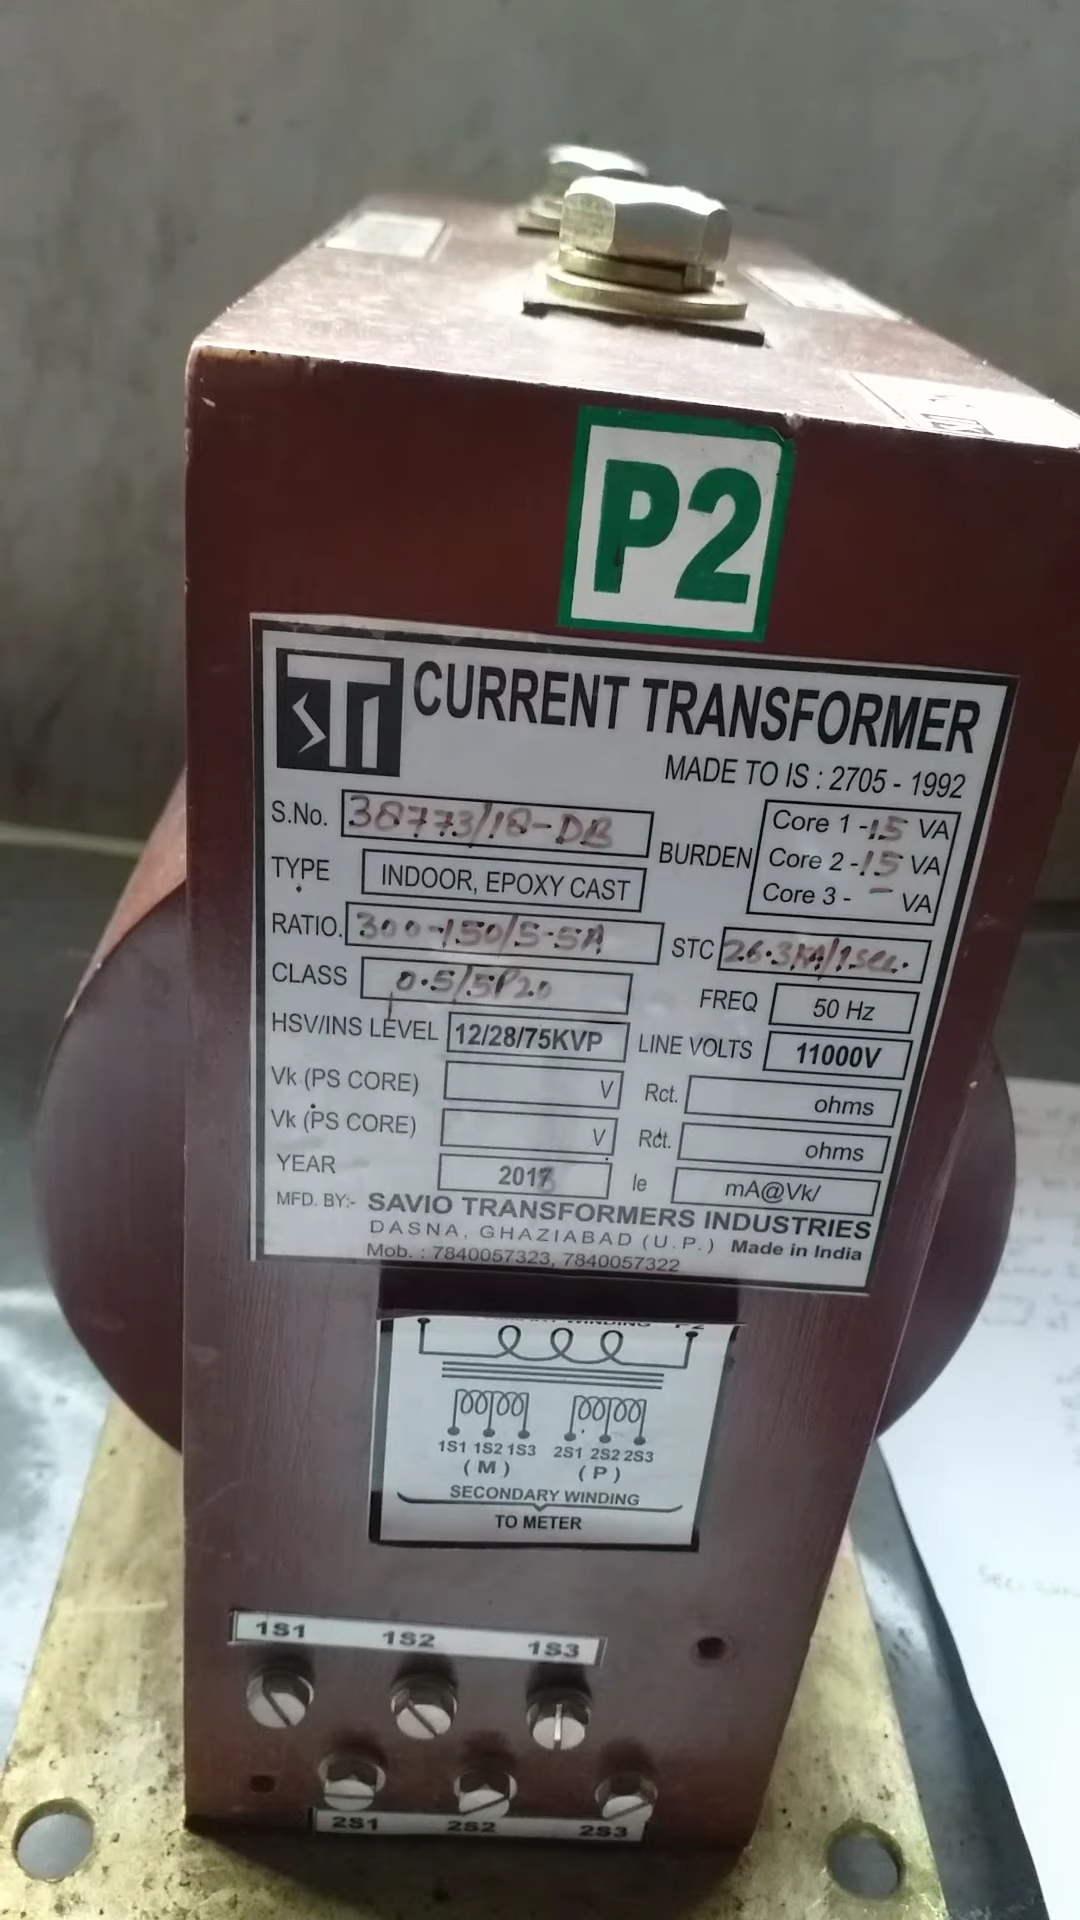 P2
STI CURRENT TRANSFORMER
MADE TO IS : 2705 - 1992
S.No. 38773/18-DB
BURDEN
Core 1 -15 VA
Core 2 -15 VA
Core 3 - - VA
TYPE INDOOR, EPOXY CAST
RATIO. 300-150/5-5A
STC 26.3KA/1sec.
CLASS 0.5/5P20
FREQ 50 Hz
HSV/INS LEVEL 12/28/75KVP
LINE VOLTS 11000V
Vk (PS CORE) V
Rct. ohms
Vk (PS CORE) V
Rct. ohms
YEAR 2018
Ie mA@Vk/
MFD. BY:- SAVIO TRANSFORMERS INDUSTRIES
DASNA, GHAZIABAD (U.P.) Made in India
Mob. : 7840057323, 7840057322
WINDING P2
1S1 1S2 1S3 2S1 2S2 2S3
(M) (P)
SECONDARY WINDING
TO METER
1S1 1S2 1S3
2S1 2S2 2S3